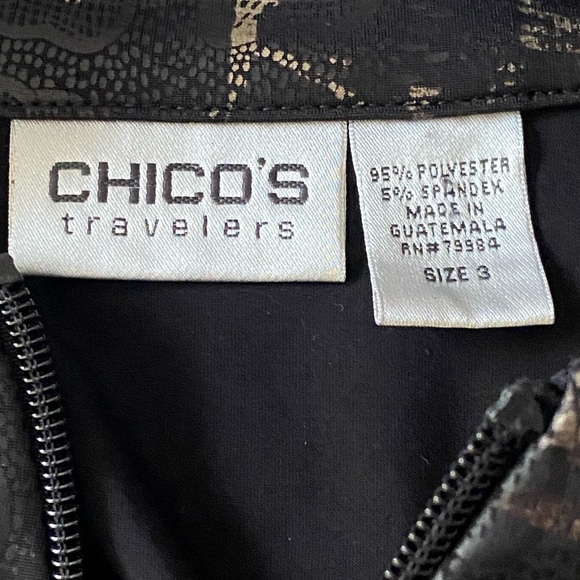 CHICO'S
travelers
95% POLYESTER
5% SPANDEX
MADE IN
GUATEMALA
RN#79984
SIZE 3